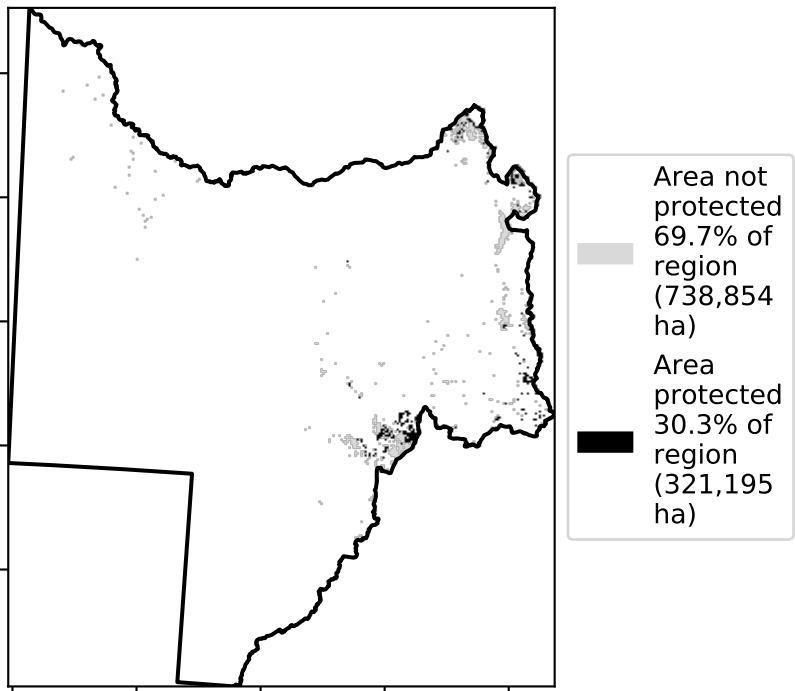 Area not
protected
69.7% of
region
(738,854
ha)
Area
protected
30.3% of
region
(321,195
ha)